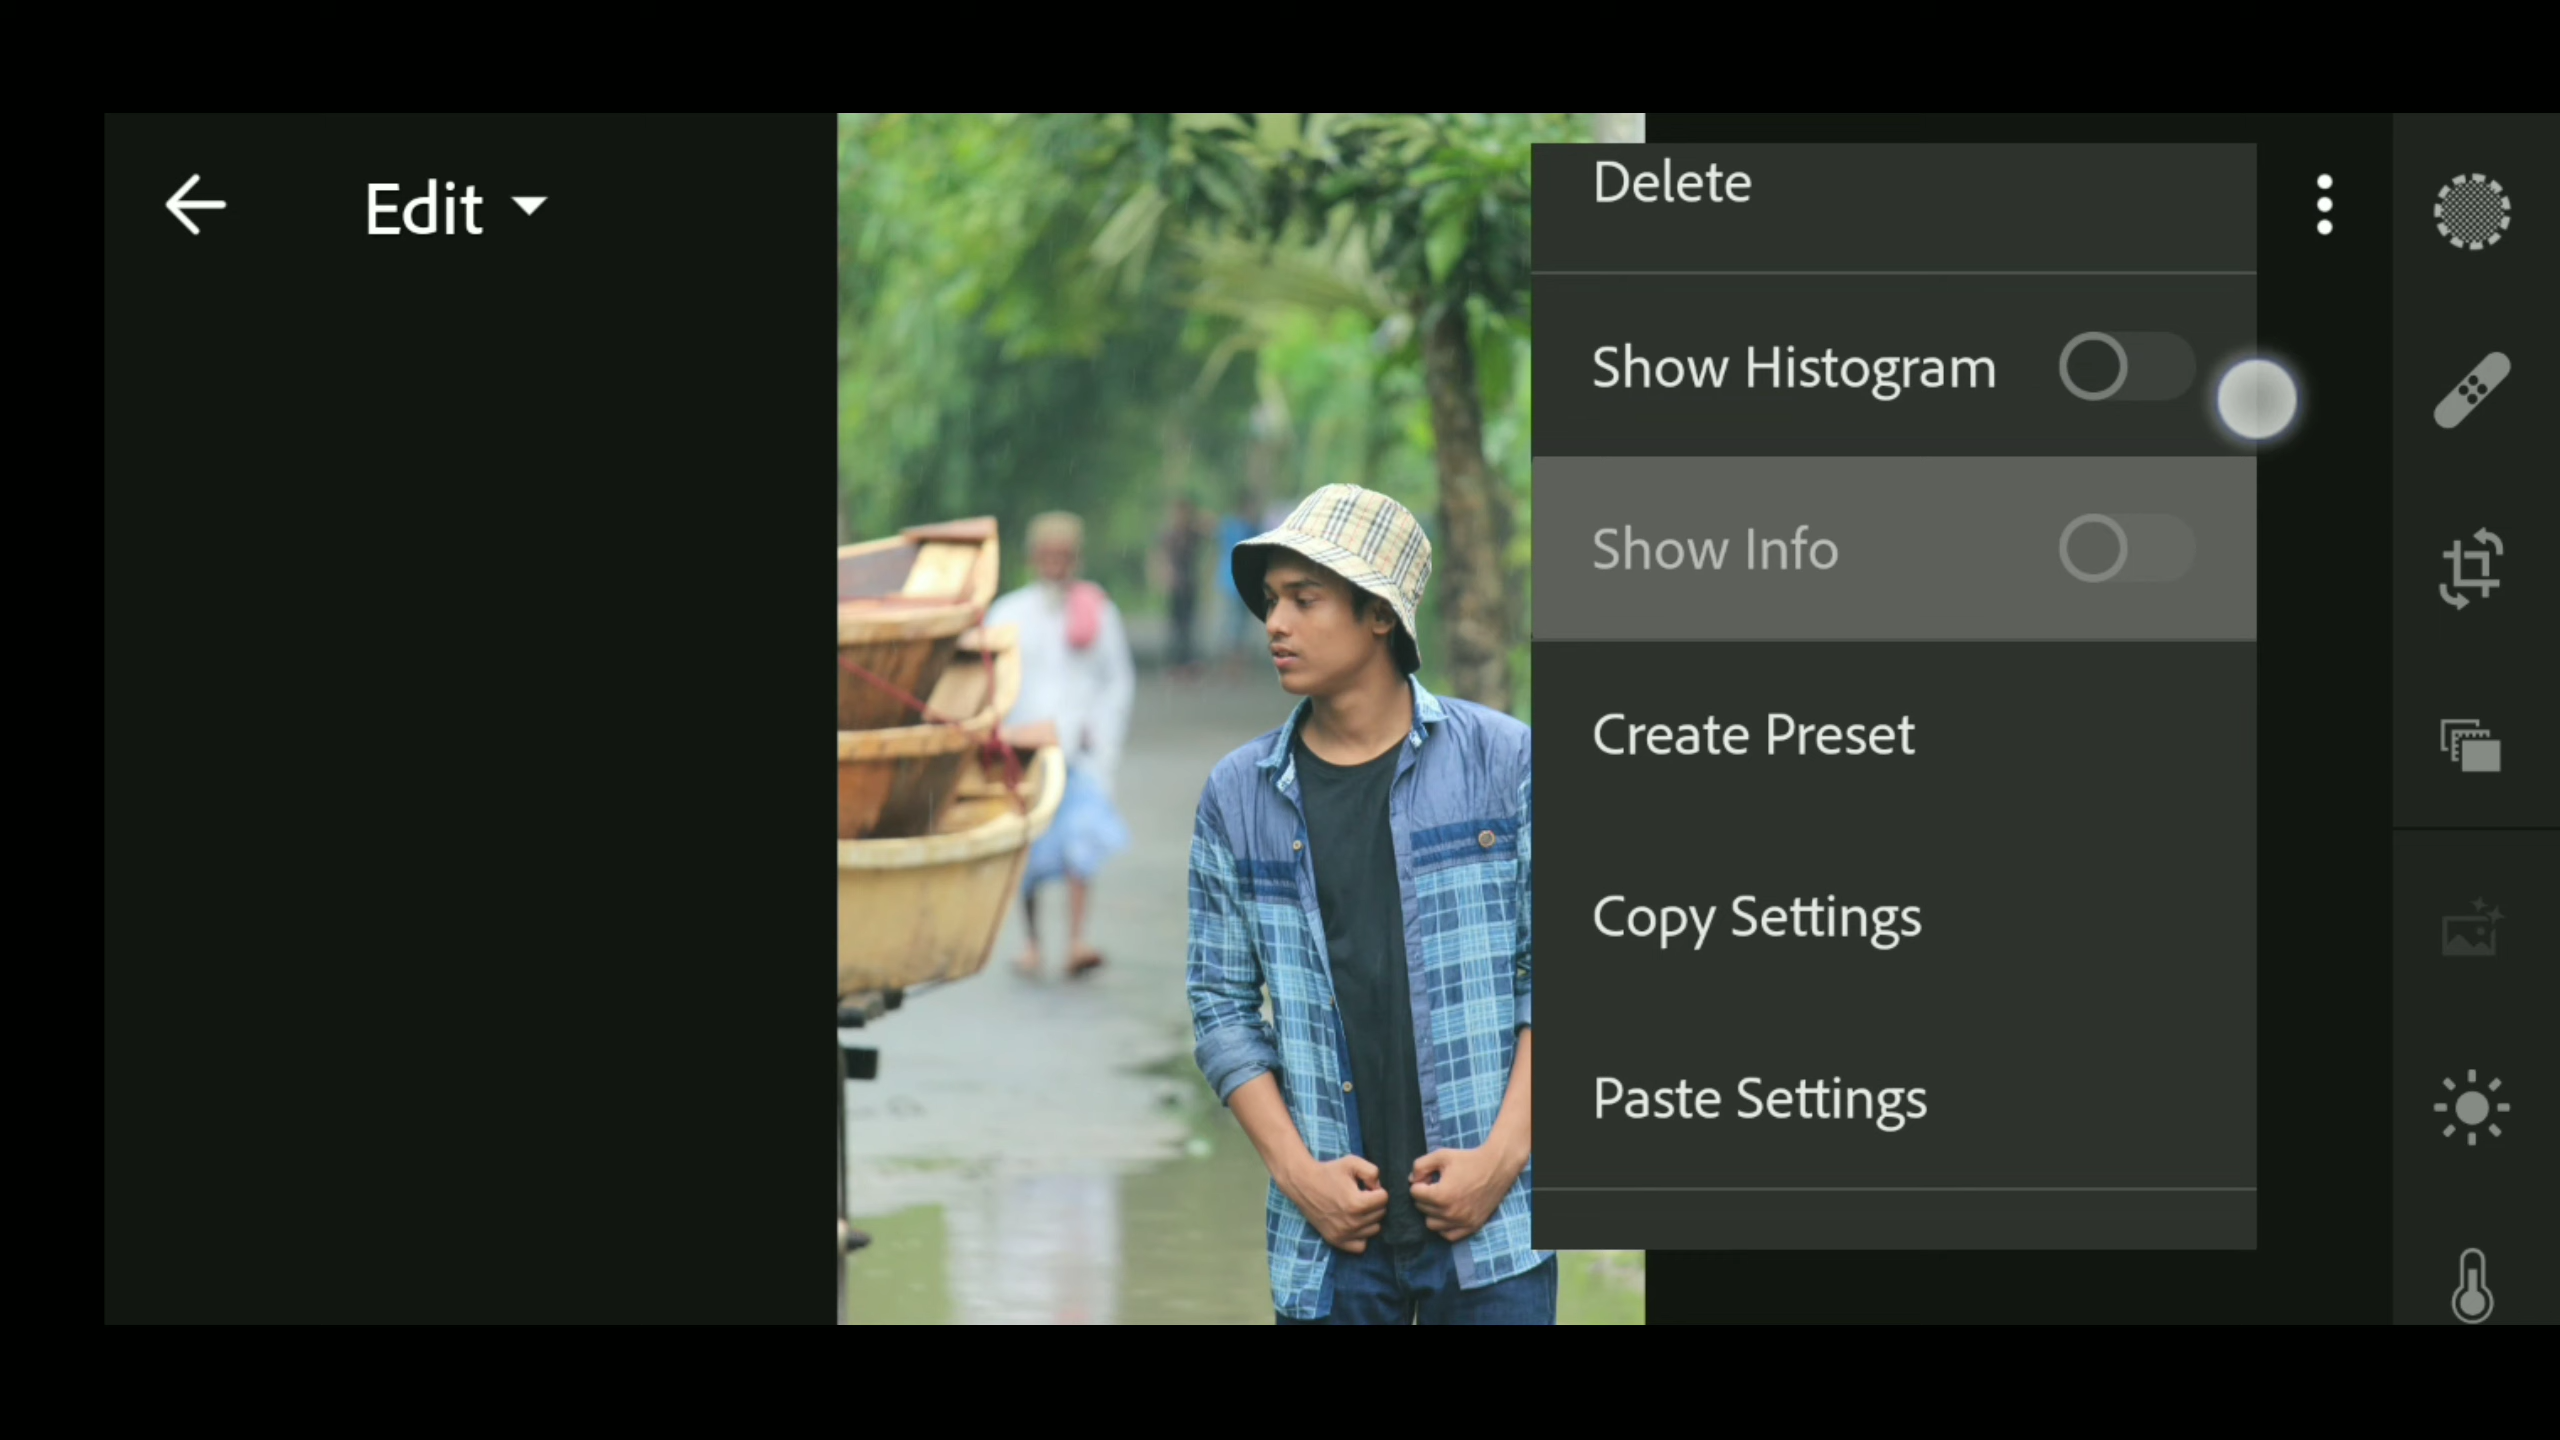 Edit
Delete
Show Histogram
Show Info
Create Preset
Copy Settings
Paste Settings